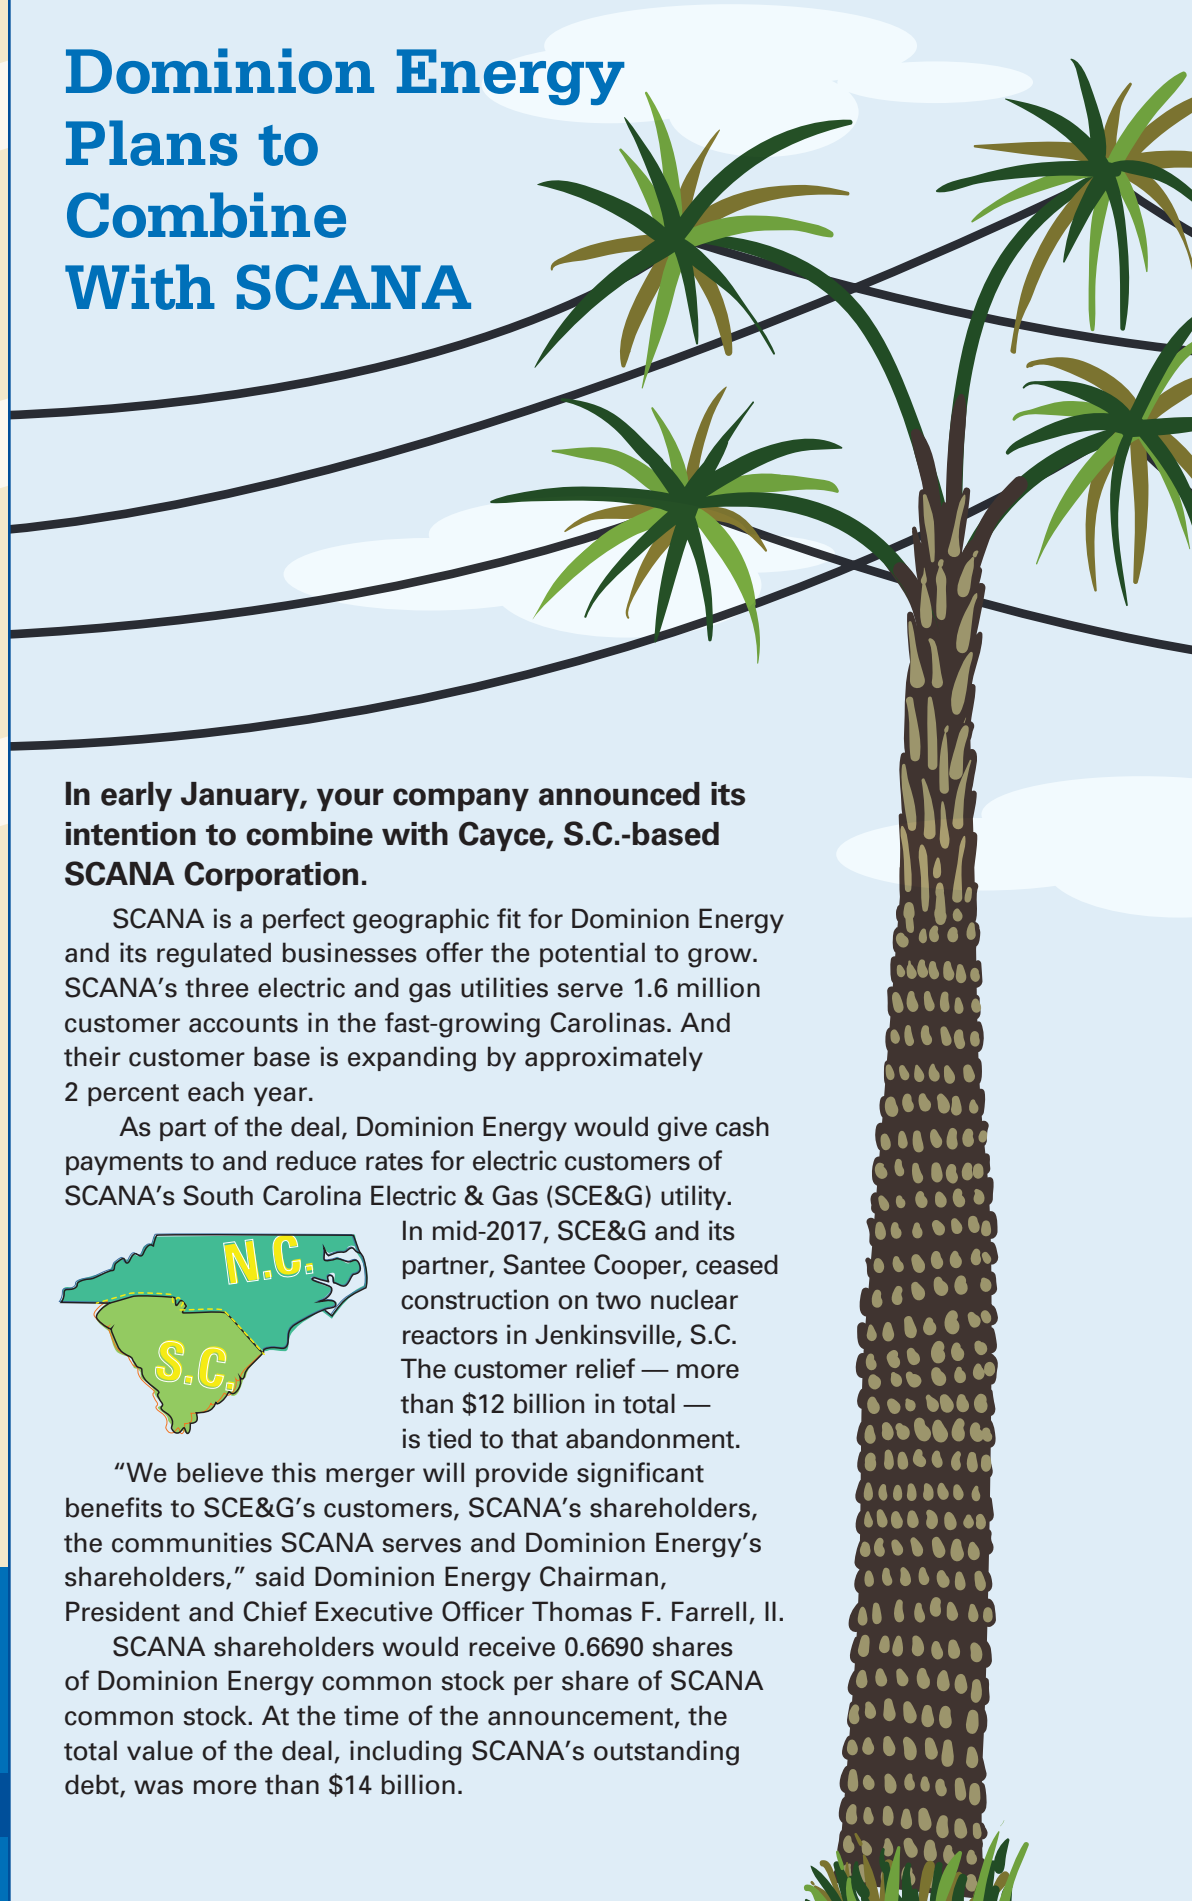 Dominion Energy
Plans to
Combine
With SCANA
In early January, your company announced its
intention to combine with Cayce, S.C.-based
SCANA Corporation.
SCANA is a perfect geographic fit for Dominion Energy
and its regulated businesses offer the potential to grow.
SCANA’s three electric and gas utilities serve 1.6 million
customer accounts in the fast-growing Carolinas. And
their customer base is expanding by approximately
2 percent each year.
As part of the deal, Dominion Energy would give cash
payments to and reduce rates for electric customers of
SCANA’s South Carolina Electric & Gas (SCE&G) utility.
In mid-2017, SCE&G and its
partner, Santee Cooper, ceased
construction on two nuclear
reactors in Jenkinsville, S.C.
The customer relief — more
than $12 billion in total —
is tied to that abandonment.
N.C.
S.C.
“We believe this merger will provide significant
benefits to SCE&G’s customers, SCANA’s shareholders,
the communities SCANA serves and Dominion Energy’s
shareholders,” said Dominion Energy Chairman,
President and Chief Executive Officer Thomas F. Farrell, II.
SCANA shareholders would receive 0.6690 shares
of Dominion Energy common stock per share of SCANA
common stock. At the time of the announcement, the
total value of the deal, including SCANA’s outstanding
debt, was more than $14 billion.